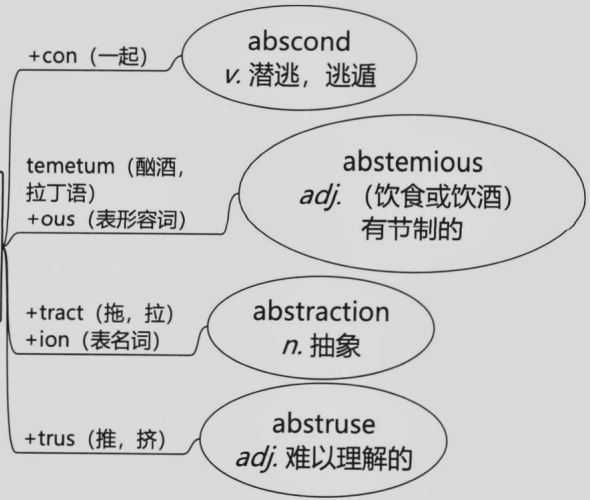 +con（一起）
abscond
v. 潜逃，逃遁
temetum（酗酒，
拉丁语）
+ous（表形容词）
abstemious
adj. （饮食或饮酒）
有节制的
+tract（拖，拉）
+ion（表名词）
abstraction
n. 抽象
+trus（推，挤）
abstruse
adj. 难以理解的